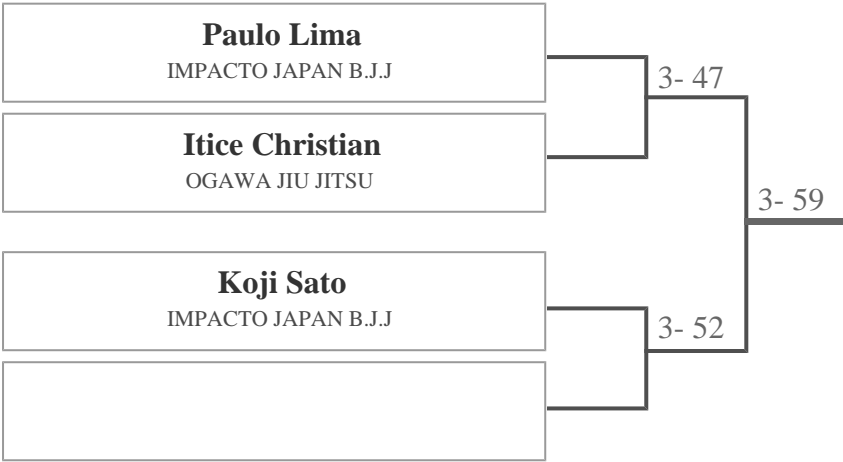 Paulo Lima
IMPACTO JAPAN B.J.J
3- 47
Itice Christian
OGAWA JIU JITSU
3- 59
Koji Sato
IMPACTO JAPAN B.J.J
3- 52